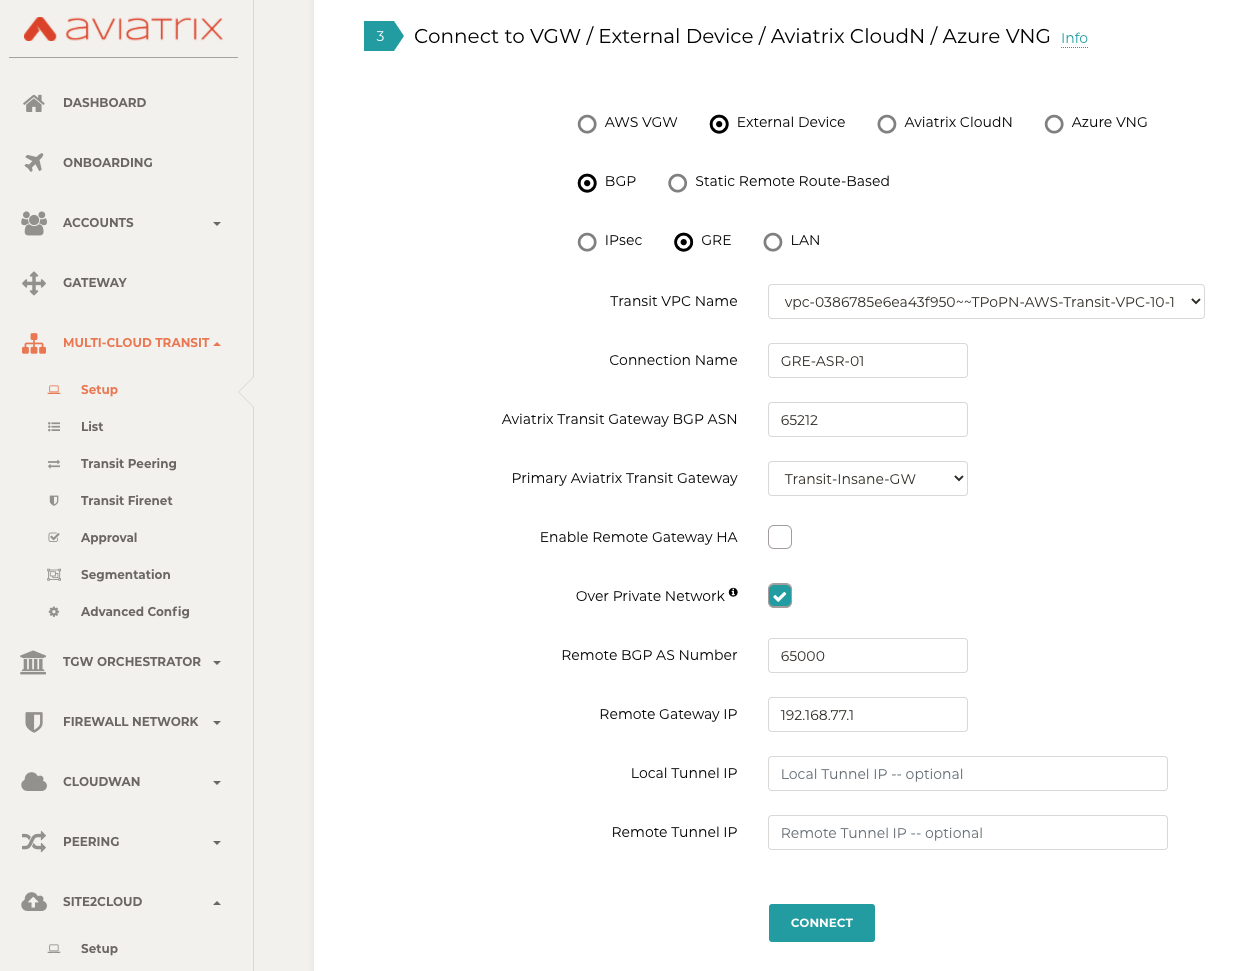 aviatrix
DASHBOARD
ONBOARDING
ACCOUNTS
GATEWAY
MULTI-CLOUD TRANSIT
Setup
List
Transit Peering
Transit Firenet
Approval
Segmentation
Advanced Config
TGW ORCHESTRATOR
FIREWALL NETWORK
CLOUDWAN
PEERING
SITE2CLOUD
Setup
3 Connect to VGW / External Device / Aviatrix CloudN / Azure VNG Info
AWS VGW External Device Aviatrix CloudN Azure VNG
BGP Static Remote Route-Based
IPsec GRE LAN
Transit VPC Name vpc-0386785e6ea43f950~~TPoPN-AWS-Transit-VPC-10-1
Connection Name GRE-ASR-01
Aviatrix Transit Gateway BGP ASN 65212
Primary Aviatrix Transit Gateway Transit-Insane-GW
Enable Remote Gateway HA
Over Private Network
Remote BGP AS Number 65000
Remote Gateway IP 192.168.77.1
Local Tunnel IP Local Tunnel IP -- optional
Remote Tunnel IP Remote Tunnel IP -- optional
CONNECT